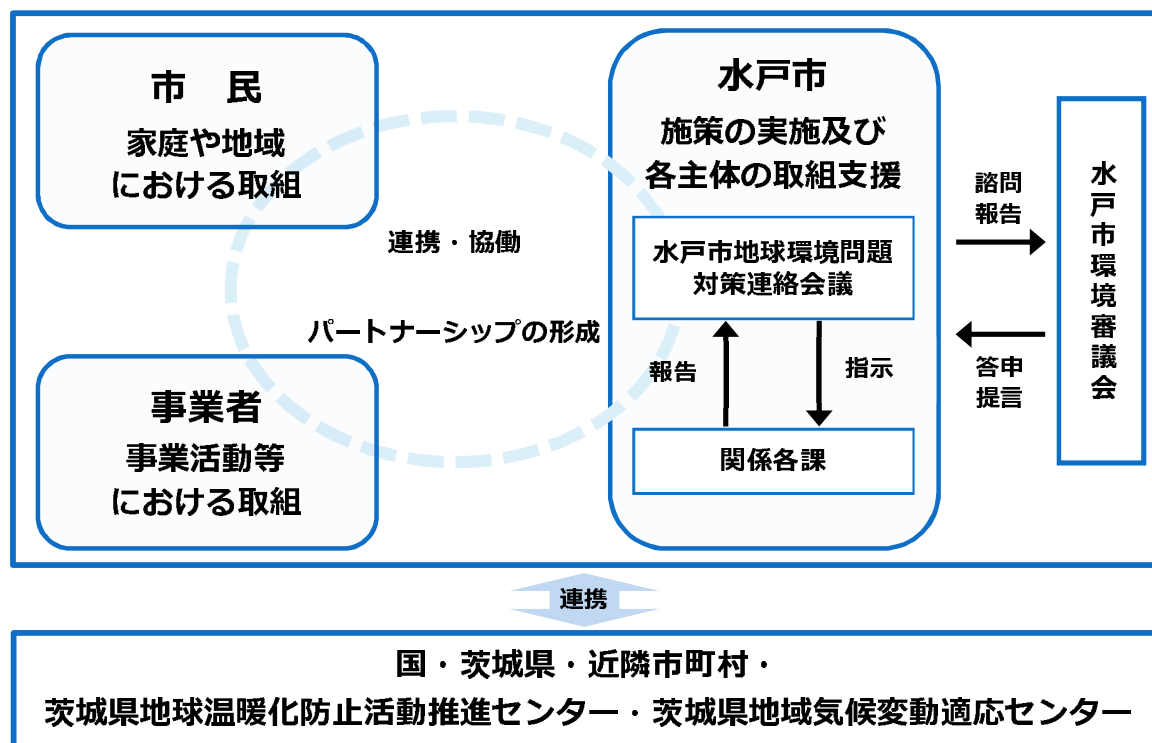 市　民
家庭や地域
における取組
連携・協働
パートナーシップの形成
事業者
事業活動等
における取組
水戸市
施策の実施及び
各主体の取組支援
水戸市地球環境問題
対策連絡会議
報告
指示
関係各課
諮問
報告
答申
提言
水戸市環境審議会
連携
国・茨城県・近隣市町村・
茨城県地球温暖化防止活動推進センター・茨城県地域気候変動適応センター